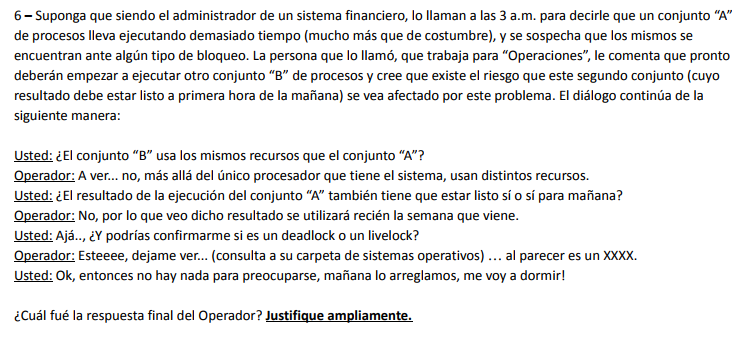 6 – Suponga que siendo el administrador de un sistema financiero, lo llaman a las 3 a.m. para decirle que un conjunto “A”
de procesos lleva ejecutando demasiado tiempo (mucho más que de costumbre), y se sospecha que los mismos se
encuentran ante algún tipo de bloqueo. La persona que lo llamó, que trabaja para “Operaciones”, le comenta que pronto
deberán empezar a ejecutar otro conjunto “B” de procesos y cree que existe el riesgo que este segundo conjunto (cuyo
resultado debe estar listo a primera hora de la mañana) se vea afectado por este problema. El diálogo continúa de la
siguiente manera:
Usted: ¿El conjunto “B” usa los mismos recursos que el conjunto “A”?
Operador: A ver... no, más allá del único procesador que tiene el sistema, usan distintos recursos.
Usted: ¿El resultado de la ejecución del conjunto “A” también tiene que estar listo sí o sí para mañana?
Operador: No, por lo que veo dicho resultado se utilizará recién la semana que viene.
Usted: Ajá.., ¿Y podrías confirmarme si es un deadlock o un livelock?
Operador: Esteeee, dejame ver... (consulta a su carpeta de sistemas operativos) ... al parecer es un XXXX.
Usted: Ok, entonces no hay nada para preocuparse, mañana lo arreglamos, me voy a dormir!
¿Cuál fué la respuesta final del Operador? Justifique ampliamente.